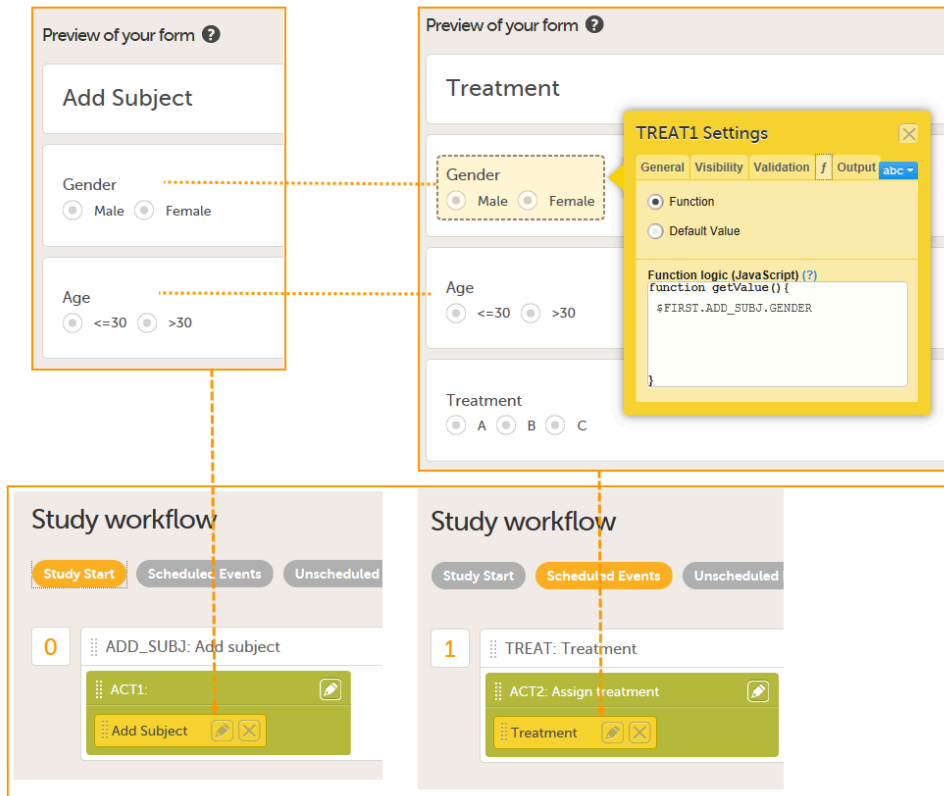 Preview of your form ?
Add Subject
Gender
Male Female
Age
<=30 >30
Preview of your form ?
Treatment
Gender
Male Female
Age
<=30 >30
Treatment
A B C
TREAT1 Settings
General Visibility Validation f Output abc
Function
Default Value
Function logic (JavaScript) (?)
function getValue(){
$FIRST.ADD_SUBJ.GENDER
}
Study workflow
Study Start Scheduled Events Unscheduled
0 ADD_SUBJ: Add subject
ACT1:
Add Subject
Study workflow
Study Start Scheduled Events Unscheduled
1 TREAT: Treatment
ACT2: Assign treatment
Treatment